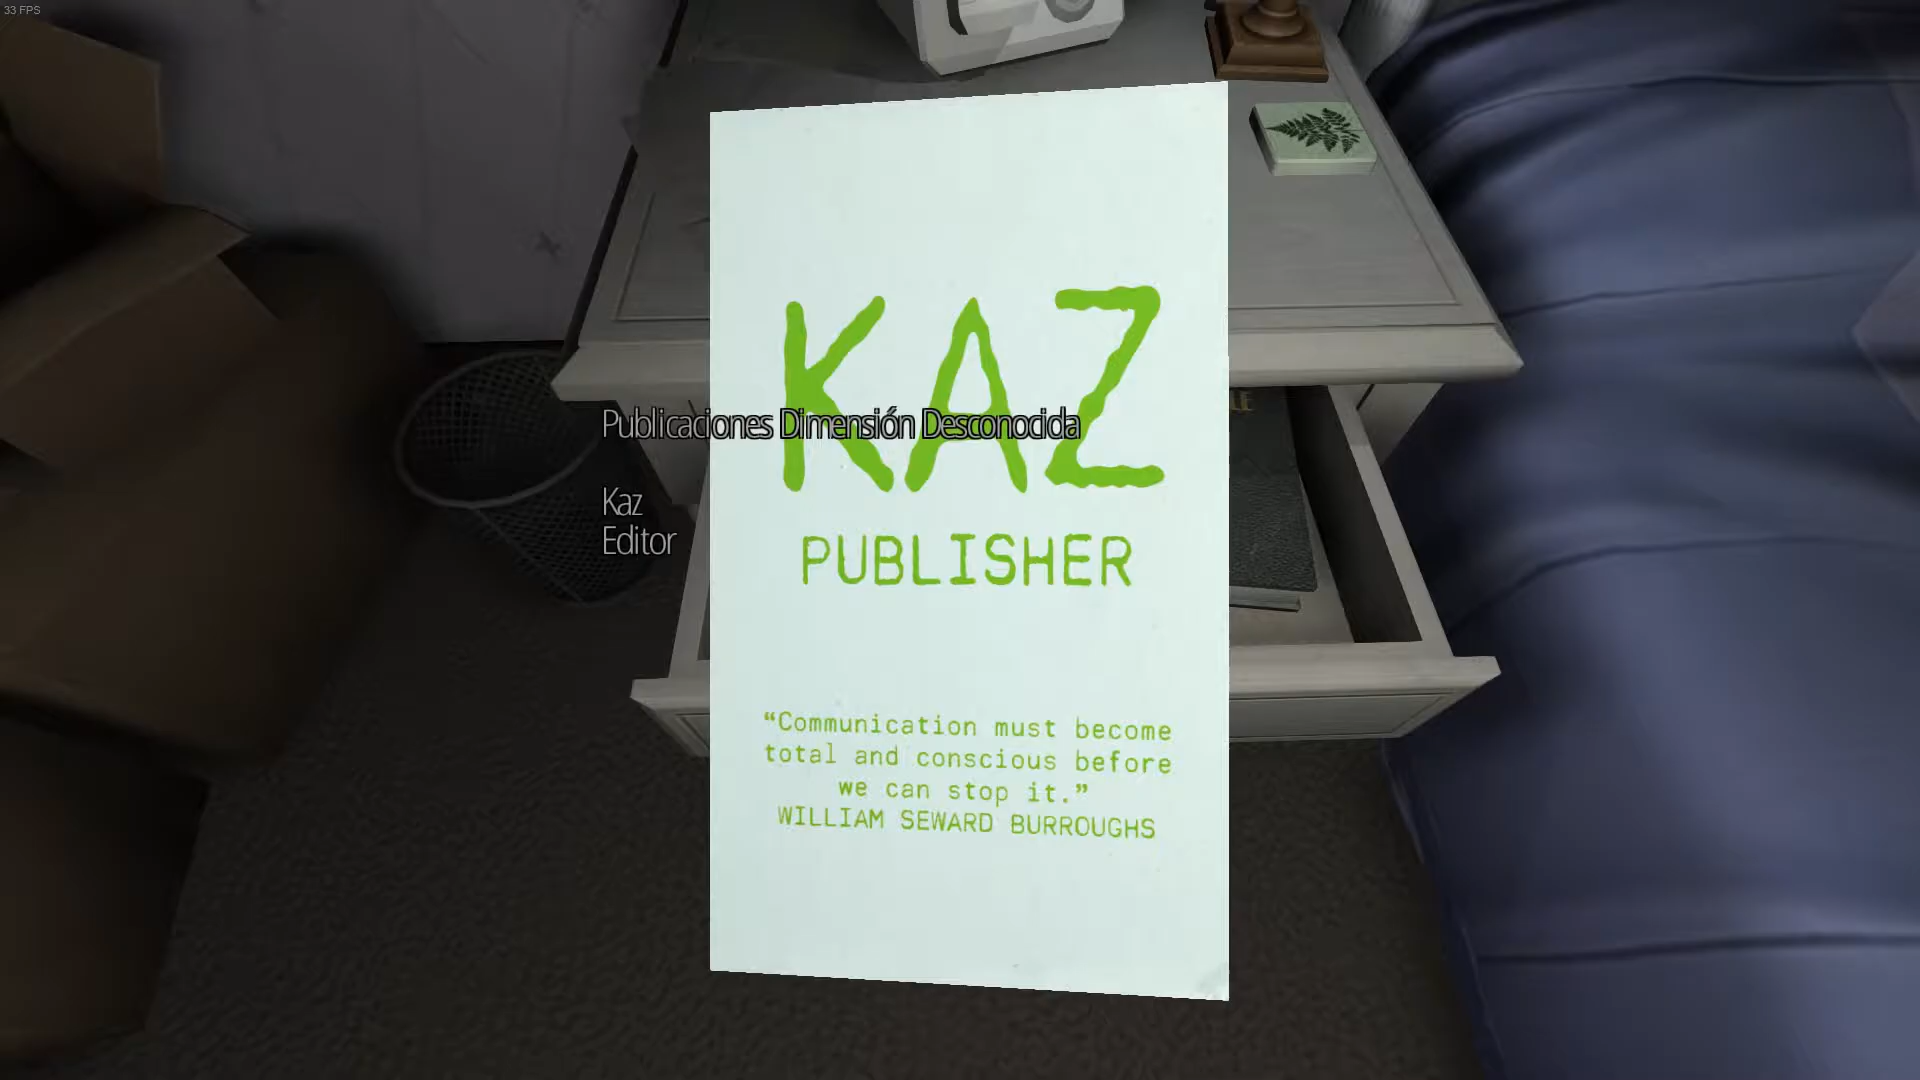 33 FPS
KAZ
Publicaciones Dimensión Desconocida
Kaz
Editor
PUBLISHER
“Communication must become
total and conscious before
we can stop it.”
WILLIAM SEWARD BURROUGHS